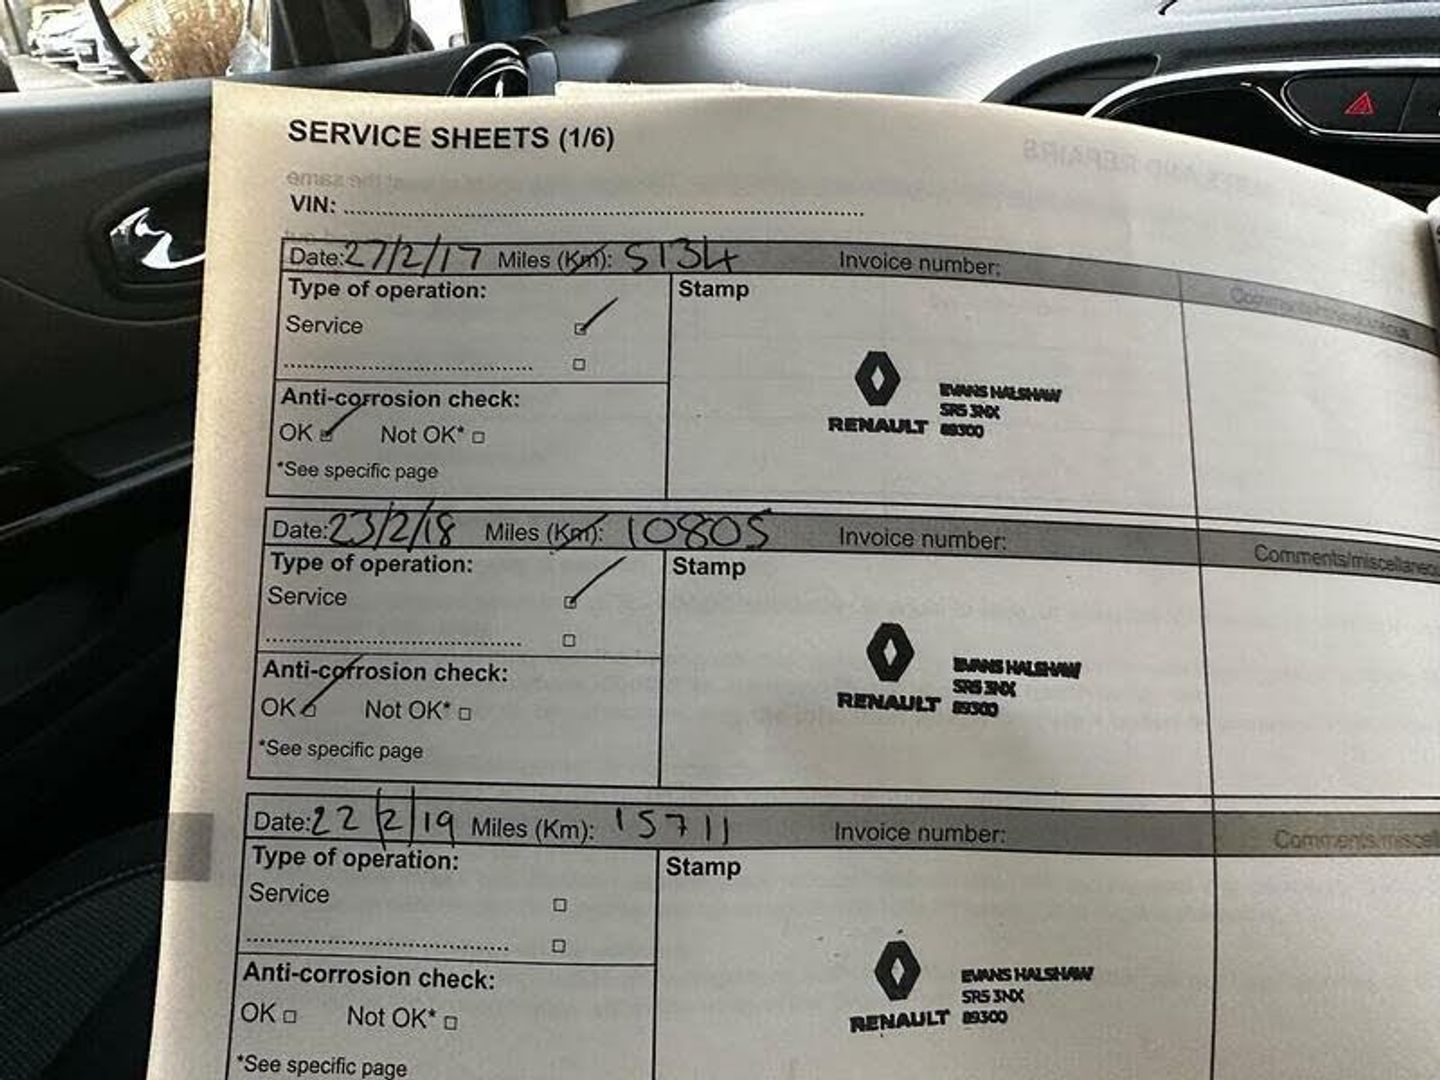 SERVICE SHEETS (1/6)
VIN:
Date: 27/2/17 Miles (Km): 5134 Invoice number:
Type of operation: Stamp Comments/miscellaneous
Service
Anti-corrosion check:
OK Not OK*
*See specific page
RENAULT
EVANS HALSHAW
SR5 3NX
89300
Date: 23/2/18 Miles (Km): 10805 Invoice number: Comments/miscellaneou
Type of operation: Stamp
Service
Anti-corrosion check:
OK Not OK*
*See specific page
RENAULT
EVANS HALSHAW
SR5 3NX
89300
Date: 22/2/19 Miles (Km): 15711 Invoice number: Comments/miscell
Type of operation: Stamp
Service
Anti-corrosion check:
OK Not OK*
*See specific page
RENAULT
EVANS HALSHAW
SR5 3NX
89300